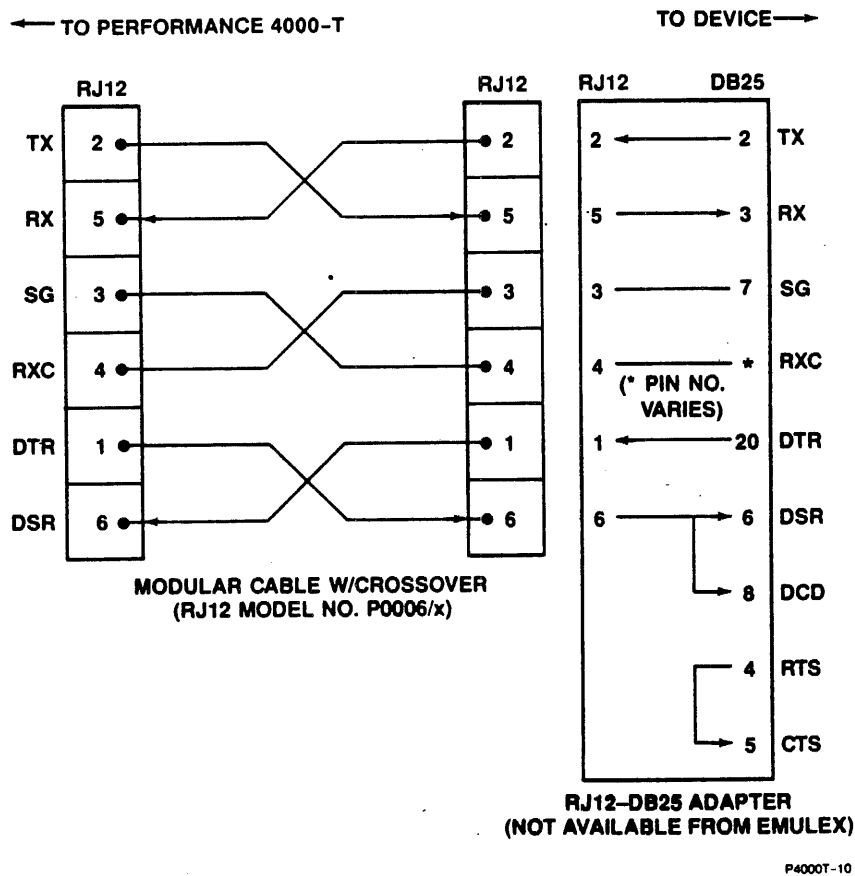 TO PERFORMANCE 4000-T
TO DEVICE
RJ12
RJ12
RJ12 DB25
TX 2 2 2 2 TX
RX 5 5 5 3 RX
SG 3 3 3 7 SG
RXC 4 4 4 * RXC
(* PIN NO.
VARIES)
DTR 1 1 1 20 DTR
DSR 6 6 6 6 DSR
8 DCD
4 RTS
5 CTS
MODULAR CABLE W/CROSSOVER
(RJ12 MODEL NO. P0006/x)
RJ12-DB25 ADAPTER
(NOT AVAILABLE FROM EMULEX)
P4000T-10